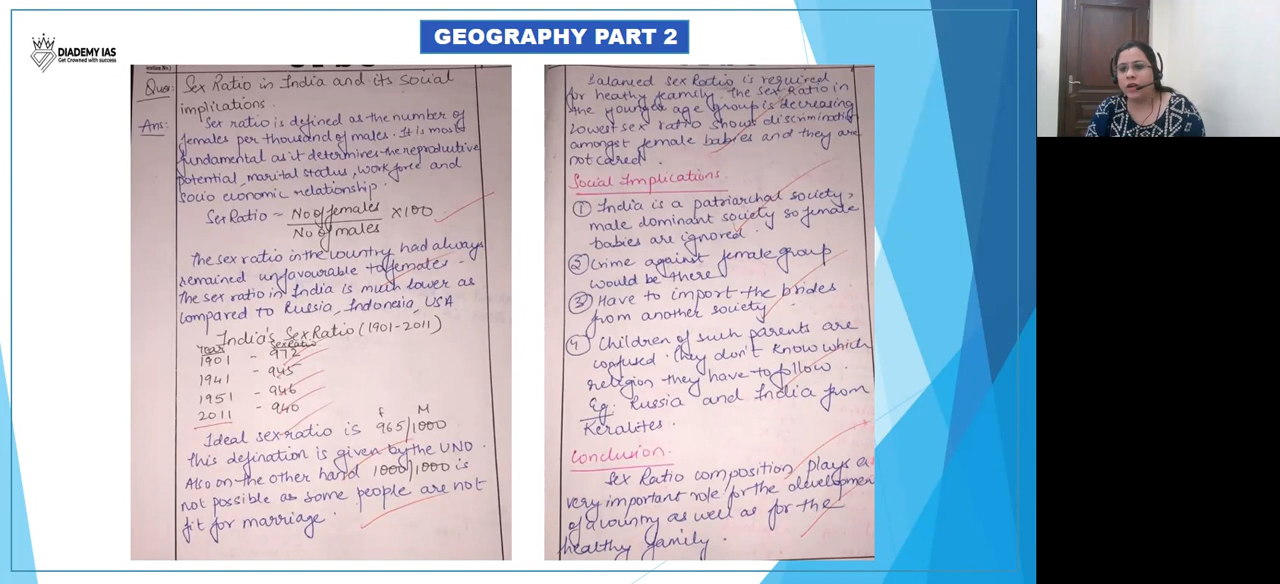 GEOGRAPHY PART 2
DIADEMY IAS
Get Crowned with success
Ques: Sex Ratio in India and its social
implications.
Ans: Sex ratio is defined as the number of
females per thousand of males. It is most
fundamental as it determines the reproductive
potential, marital status, work force and
socio economic relationship.
Sex Ratio = No of females
No of males
×100
The sex ratio in the country had always
remained unfavourable to females.
The sex ratio in India is much lower as
compared to Russia, Indonesia, USA
India's Sex Ratio (1901-2011)
Year Sex Ratio
1901 - 972
1941 - 945
1951 - 946
2011 - 940
F M
Ideal sex ratio is 965/1000
This defination is given by the UNO.
Also on the other hand 1000/1000 is
not possible as some people are not
fit for marriage.
Balanced Sex Ratio is required
for heathy feamily. The Sex Ratio in
the younger age group is decreasing
lowest sex ratio shows discriminating
amongst female babies and they are
not cared.
Social Implications
① India is a patriarchal society,
male dominant society so female
babies are ignored.
② Crime against female group
would be there
③ Have to import the brides
from another society
④ Children of such parents are
confused. They don't know which
religion they have to follow.
Eg: Russia and India from
Keralites.
Conclusion.
Sex Ratio composition plays a
very important role for the developmen
of a country as well as for the
healthy family.